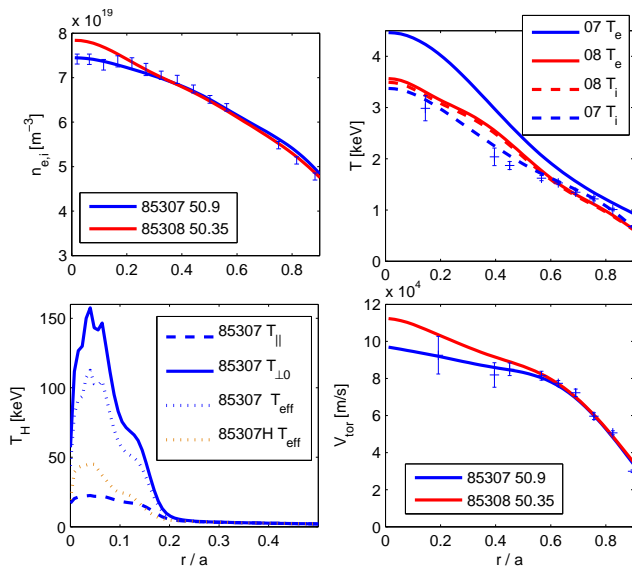 x 10^19
n_e,i [m^-3]
9
8
7
6
5
4
3
0 0.2 0.4 0.6 0.8
85307 50.9
85308 50.35
T [keV]
5
4
3
2
1
0
0 0.2 0.4 0.6 0.8
07 T_e
08 T_e
08 T_i
07 T_i
T_H [keV]
150
100
50
0
0 0.1 0.2 0.3 0.4
r / a
85307 T_||
85307 T_⊥0
85307 T_eff
85307H T_eff
x 10^4
V_tor [m/s]
12
10
8
6
4
2
0
0 0.2 0.4 0.6 0.8
r / a
85307 50.9
85308 50.35